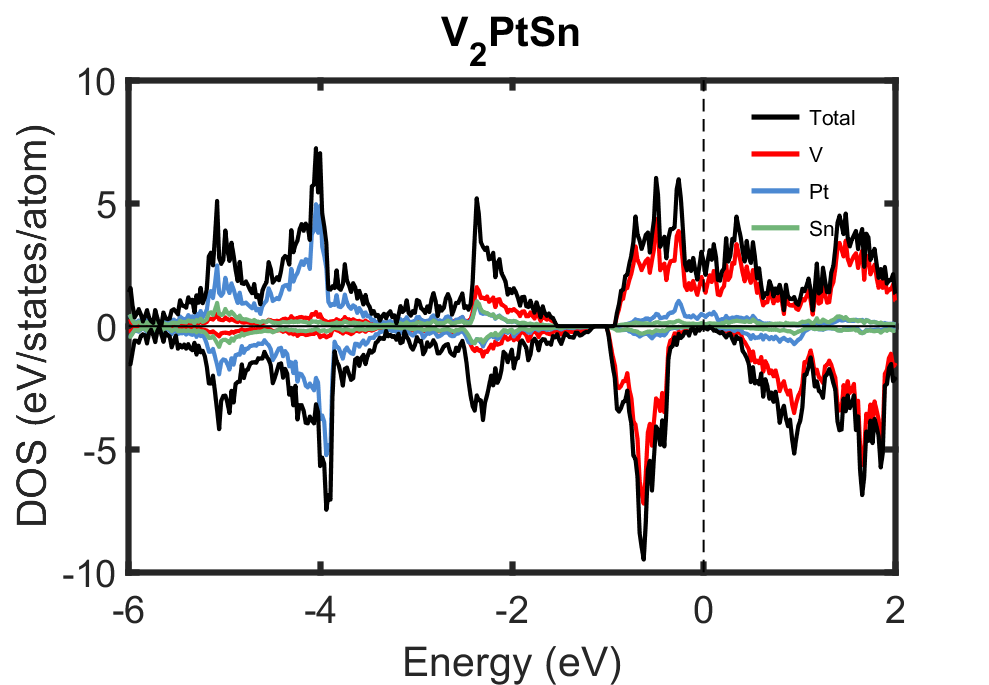 V₂PtSn
10
5
0
-5
-10
DOS (eV/states/atom)
Total
V
Pt
Sn
-6 -4 -2 0 2
Energy (eV)